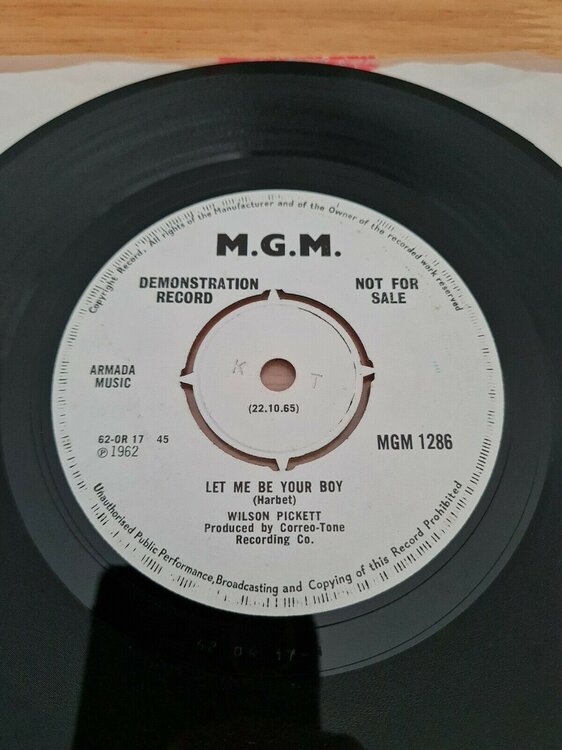 Copyright Record. All rights of the Manufacturer and of the Owner of the recorded work reserved
M.G.M.
DEMONSTRATION
RECORD
NOT FOR
SALE
ARMADA
MUSIC
K T
(22.10.65)
62-OR 17 45
℗ 1962
MGM 1286
LET ME BE YOUR BOY
(Harbet)
WILSON PICKETT
Produced by Correo-Tone
Recording Co.
Unauthorised Public Performance, Broadcasting and Copying of this Record Prohibited